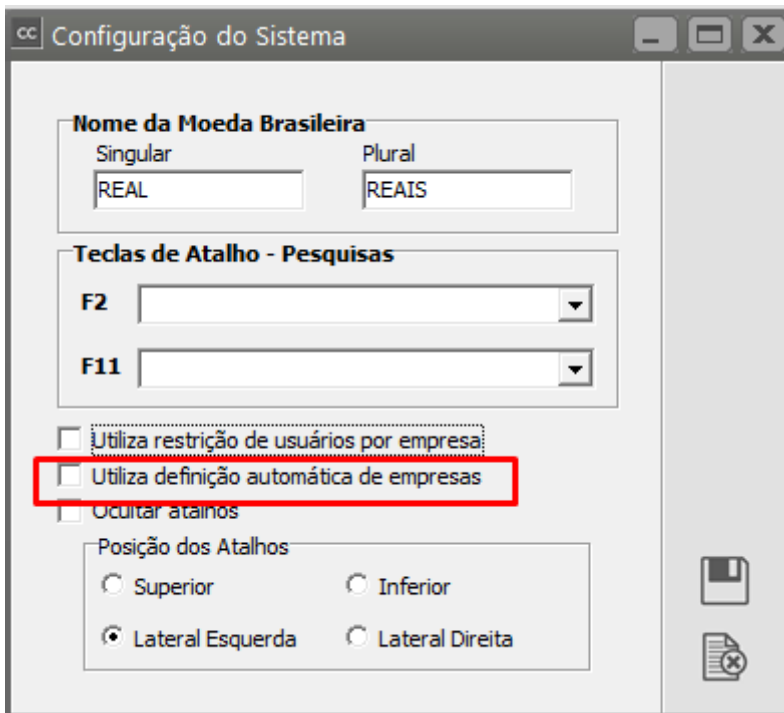 cc Configuração do Sistema
Nome da Moeda Brasileira
Singular Plural
REAL REAIS
Teclas de Atalho - Pesquisas
F2
F11
Utiliza restrição de usuários por empresa
Utiliza definição automática de empresas
Ocultar atalhos
Posição dos Atalhos
Superior Inferior
Lateral Esquerda Lateral Direita